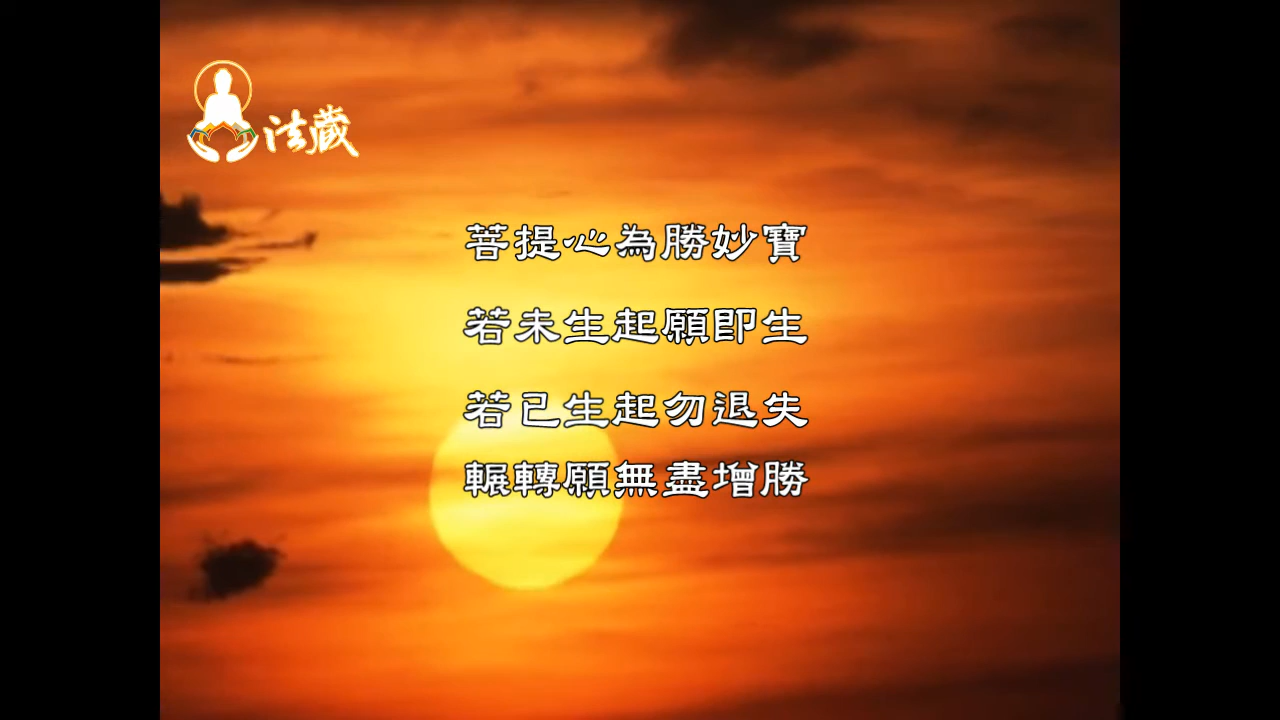 法藏
菩提心為勝妙寶
若未生起願即生
若已生起勿退失
輾轉願無盡增勝